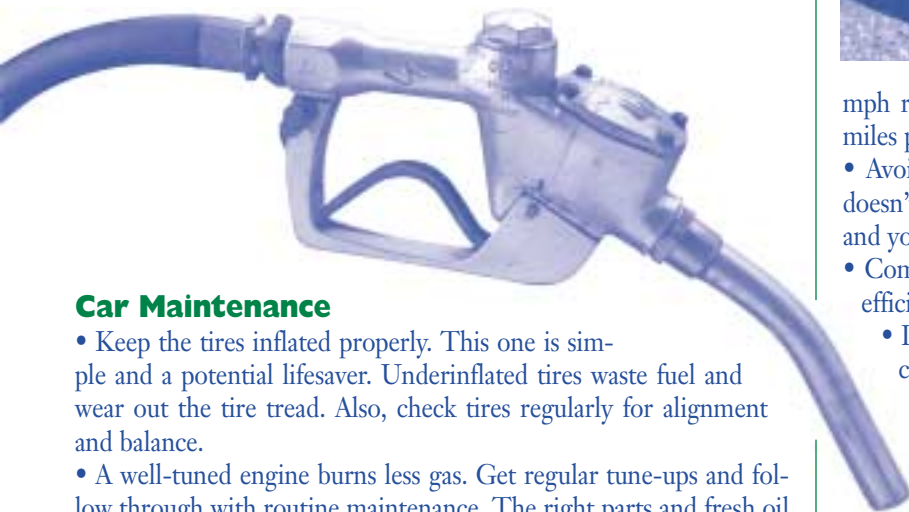 Car Maintenance
• Keep the tires inflated properly. This one is sim-
ple and a potential lifesaver. Underinflated tires waste fuel and
wear out the tire tread. Also, check tires regularly for alignment
and balance.
• A well-tuned engine burns less gas. Get regular tune-ups and fol-
low through with routine maintenance. The right parts and fresh oil
mph
miles
•
doesn't
and
•
effici
•